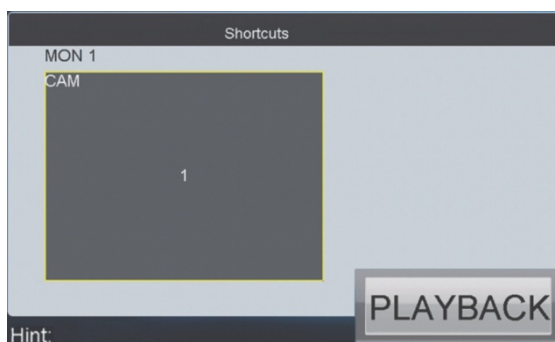 Shortcuts
MON 1
CAM
1
PLAYBACK
Hint: